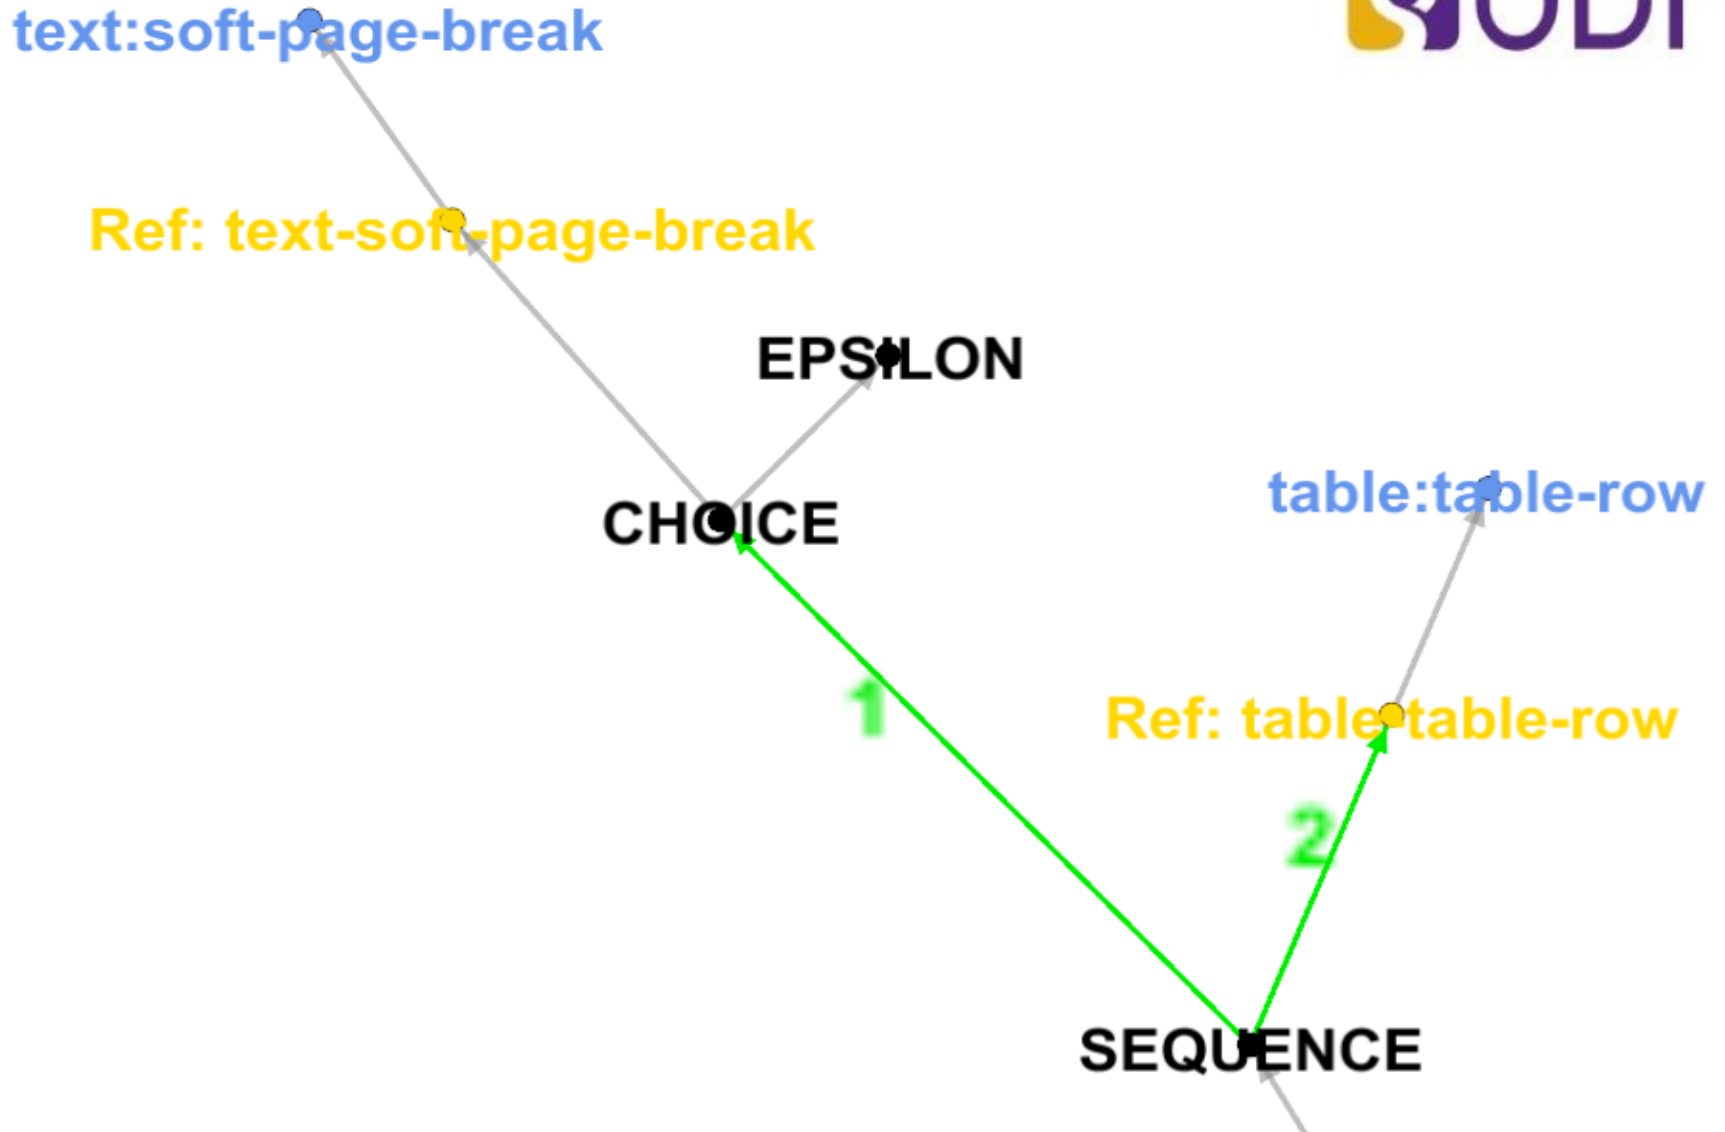 text:soft-page-break
Ref: text-soft-page-break
EPSILON
CHOICE
table:table-row
1
Ref: table-table-row
2
SEQUENCE